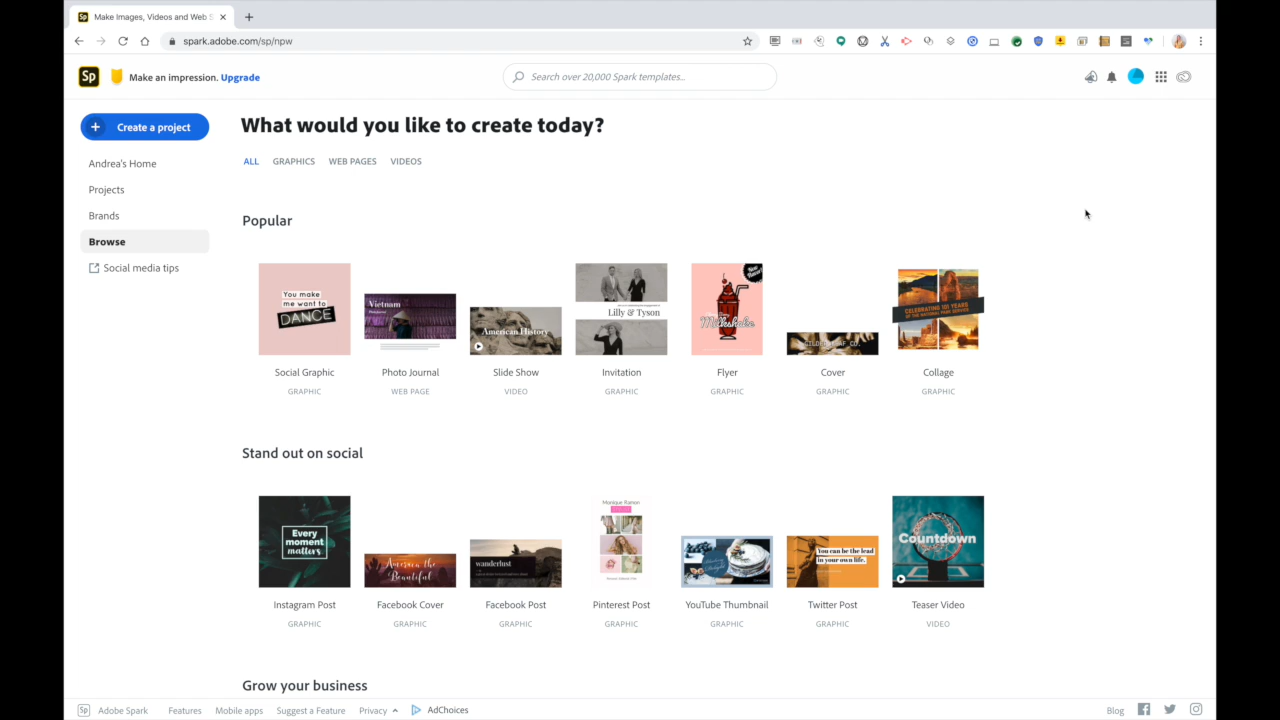 Make Images, Videos and Web S
spark.adobe.com/sp/npw
Sp
Make an impression. Upgrade
Search over 20,000 Spark templates...
+ Create a project
What would you like to create today?
ALL GRAPHICS WEB PAGES VIDEOS
Andrea's Home
Projects
Brands
Browse
Social media tips
Popular
You make
me want to
DANCE
Vietnam
American History
Lilly & Tyson
Milkshake
CELEBRATING 101 YEARS
OF THE NATIONAL PARK SERVICE
Social Graphic Photo Journal Slide Show Invitation Flyer Cover Collage
GRAPHIC WEB PAGE VIDEO GRAPHIC GRAPHIC GRAPHIC GRAPHIC
Stand out on social
Every
moment
matters
America the
Beautiful
wanderlust
Monique Ramon
You can be the lead
in your own life.
Countdown
Instagram Post Facebook Cover Facebook Post Pinterest Post YouTube Thumbnail Twitter Post Teaser Video
GRAPHIC GRAPHIC GRAPHIC GRAPHIC GRAPHIC GRAPHIC VIDEO
Grow your business
Sp Adobe Spark Features Mobile apps Suggest a Feature Privacy AdChoices Blog